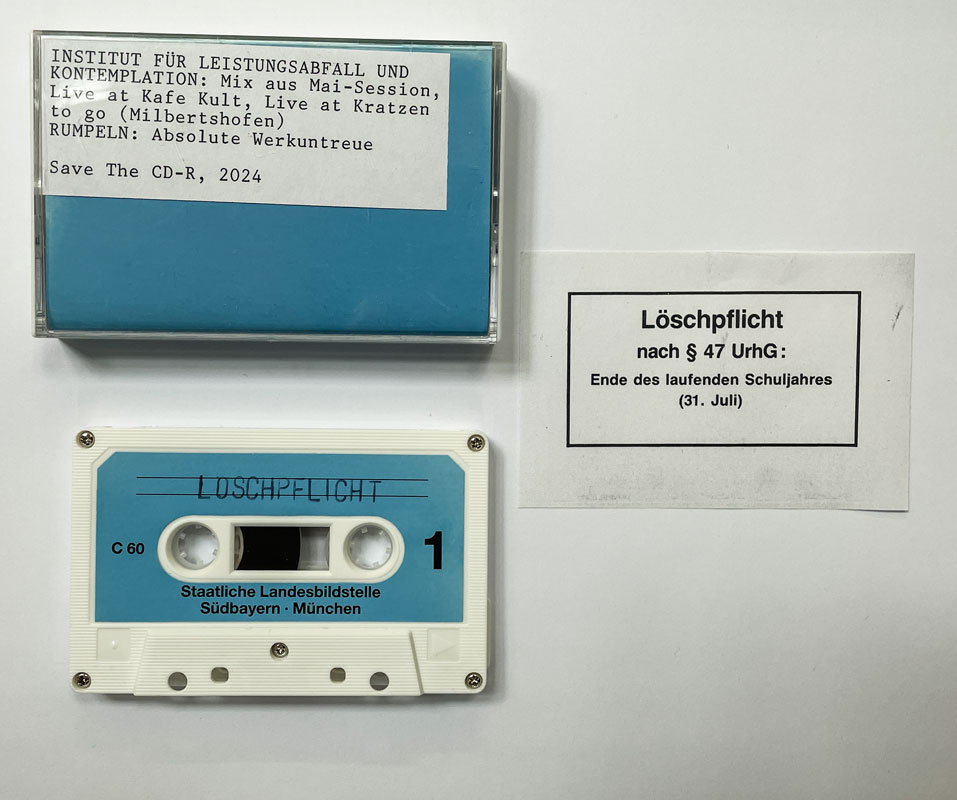 INSTITUT FÜR LEISTUNGSABFALL UND
KONTEMPLATION: Mix aus Mai-Session,
Live at Kafe Kult, Live at Kratzen
to go (Milbertshofen)
RUMPELN: Absolute Werkuntreue
Save The CD-R, 2024
Löschpflicht
nach § 47 UrhG:
Ende des laufenden Schuljahres
(31. Juli)
LÖSCHPFLICHT
C 60
1
Staatliche Landesbildstelle
Südbayern · München